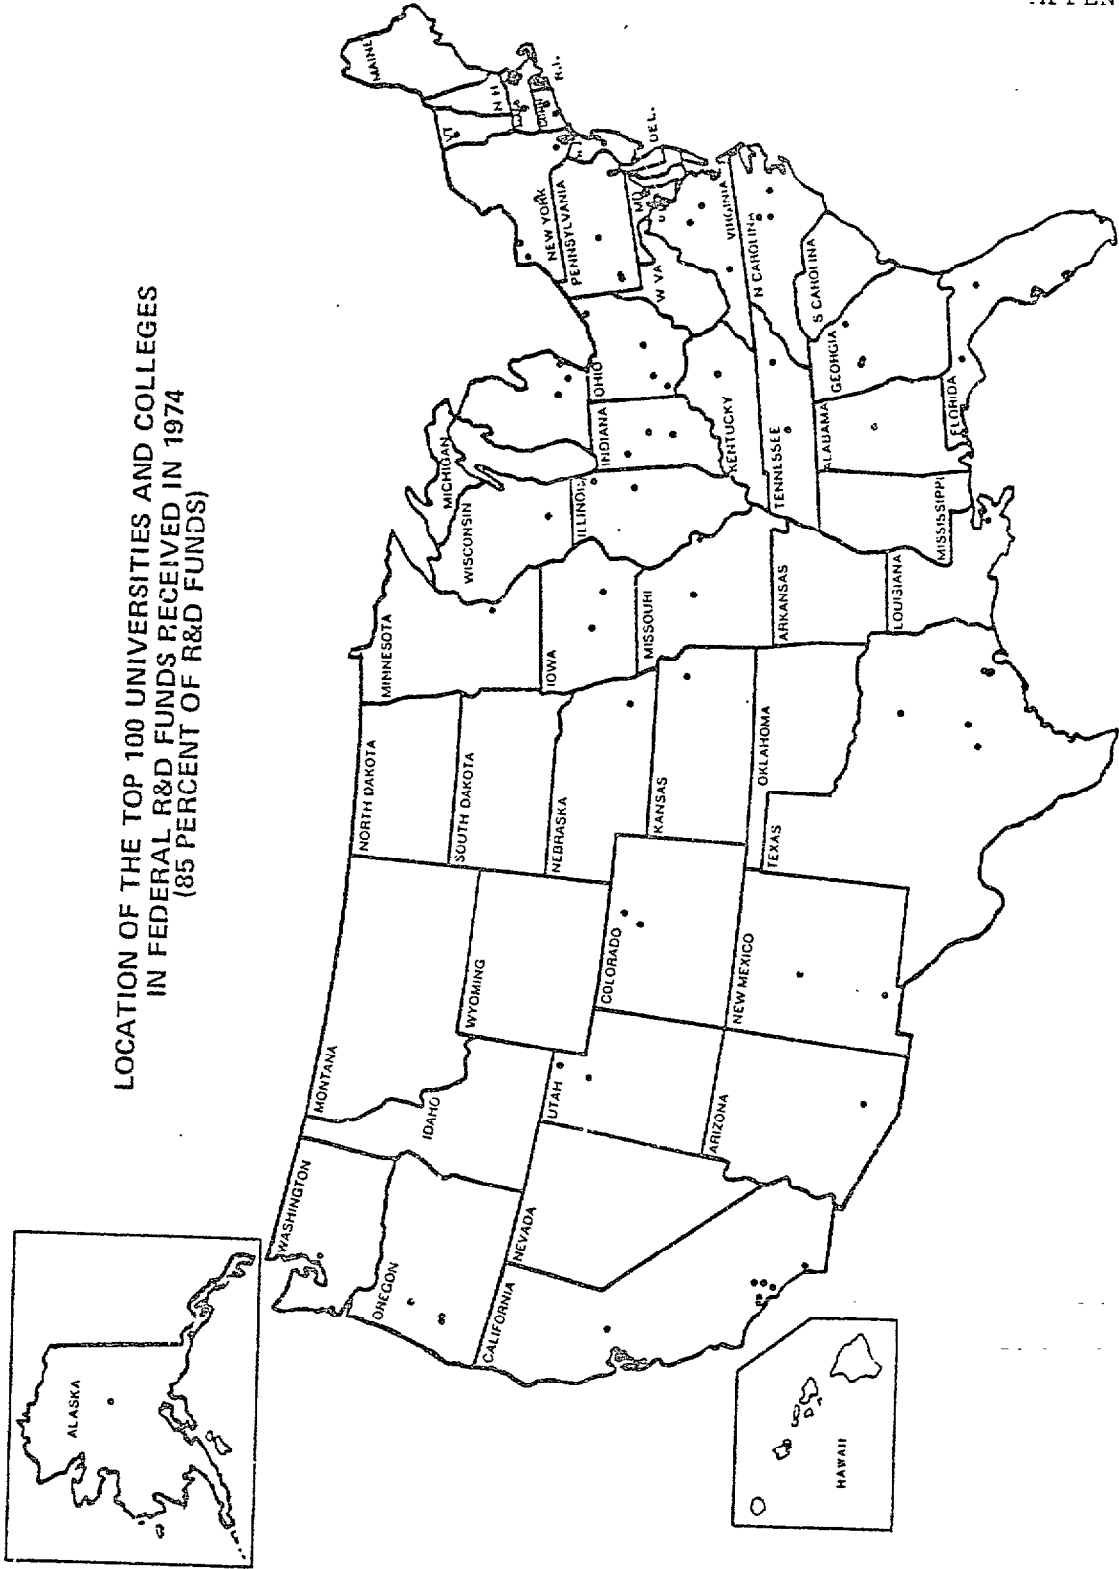 LOCATION OF THE TOP 100 UNIVERSITIES AND COLLEGES
IN FEDERAL R&D FUNDS RECEIVED IN 1974
(85 PERCENT OF R&D FUNDS)
ALASKA
HAWAII
WASHINGTON
OREGON
CALIFORNIA
NEVADA
IDAHO
MONTANA
WYOMING
UTAH
ARIZONA
COLORADO
NEW MEXICO
NORTH DAKOTA
SOUTH DAKOTA
NEBRASKA
KANSAS
OKLAHOMA
TEXAS
MINNESOTA
IOWA
MISSOURI
ARKANSAS
LOUISIANA
WISCONSIN
MICHIGAN
ILLINOIS
INDIANA
OHIO
KENTUCKY
TENNESSEE
MISSISSIPPI
ALABAMA
GEORGIA
FLORIDA
S CAROLINA
N CAROLINA
VIRGINIA
W VA
PENNSYLVANIA
NEW YORK
DEL.
R.I.
CONN
N H
VT
MAINE